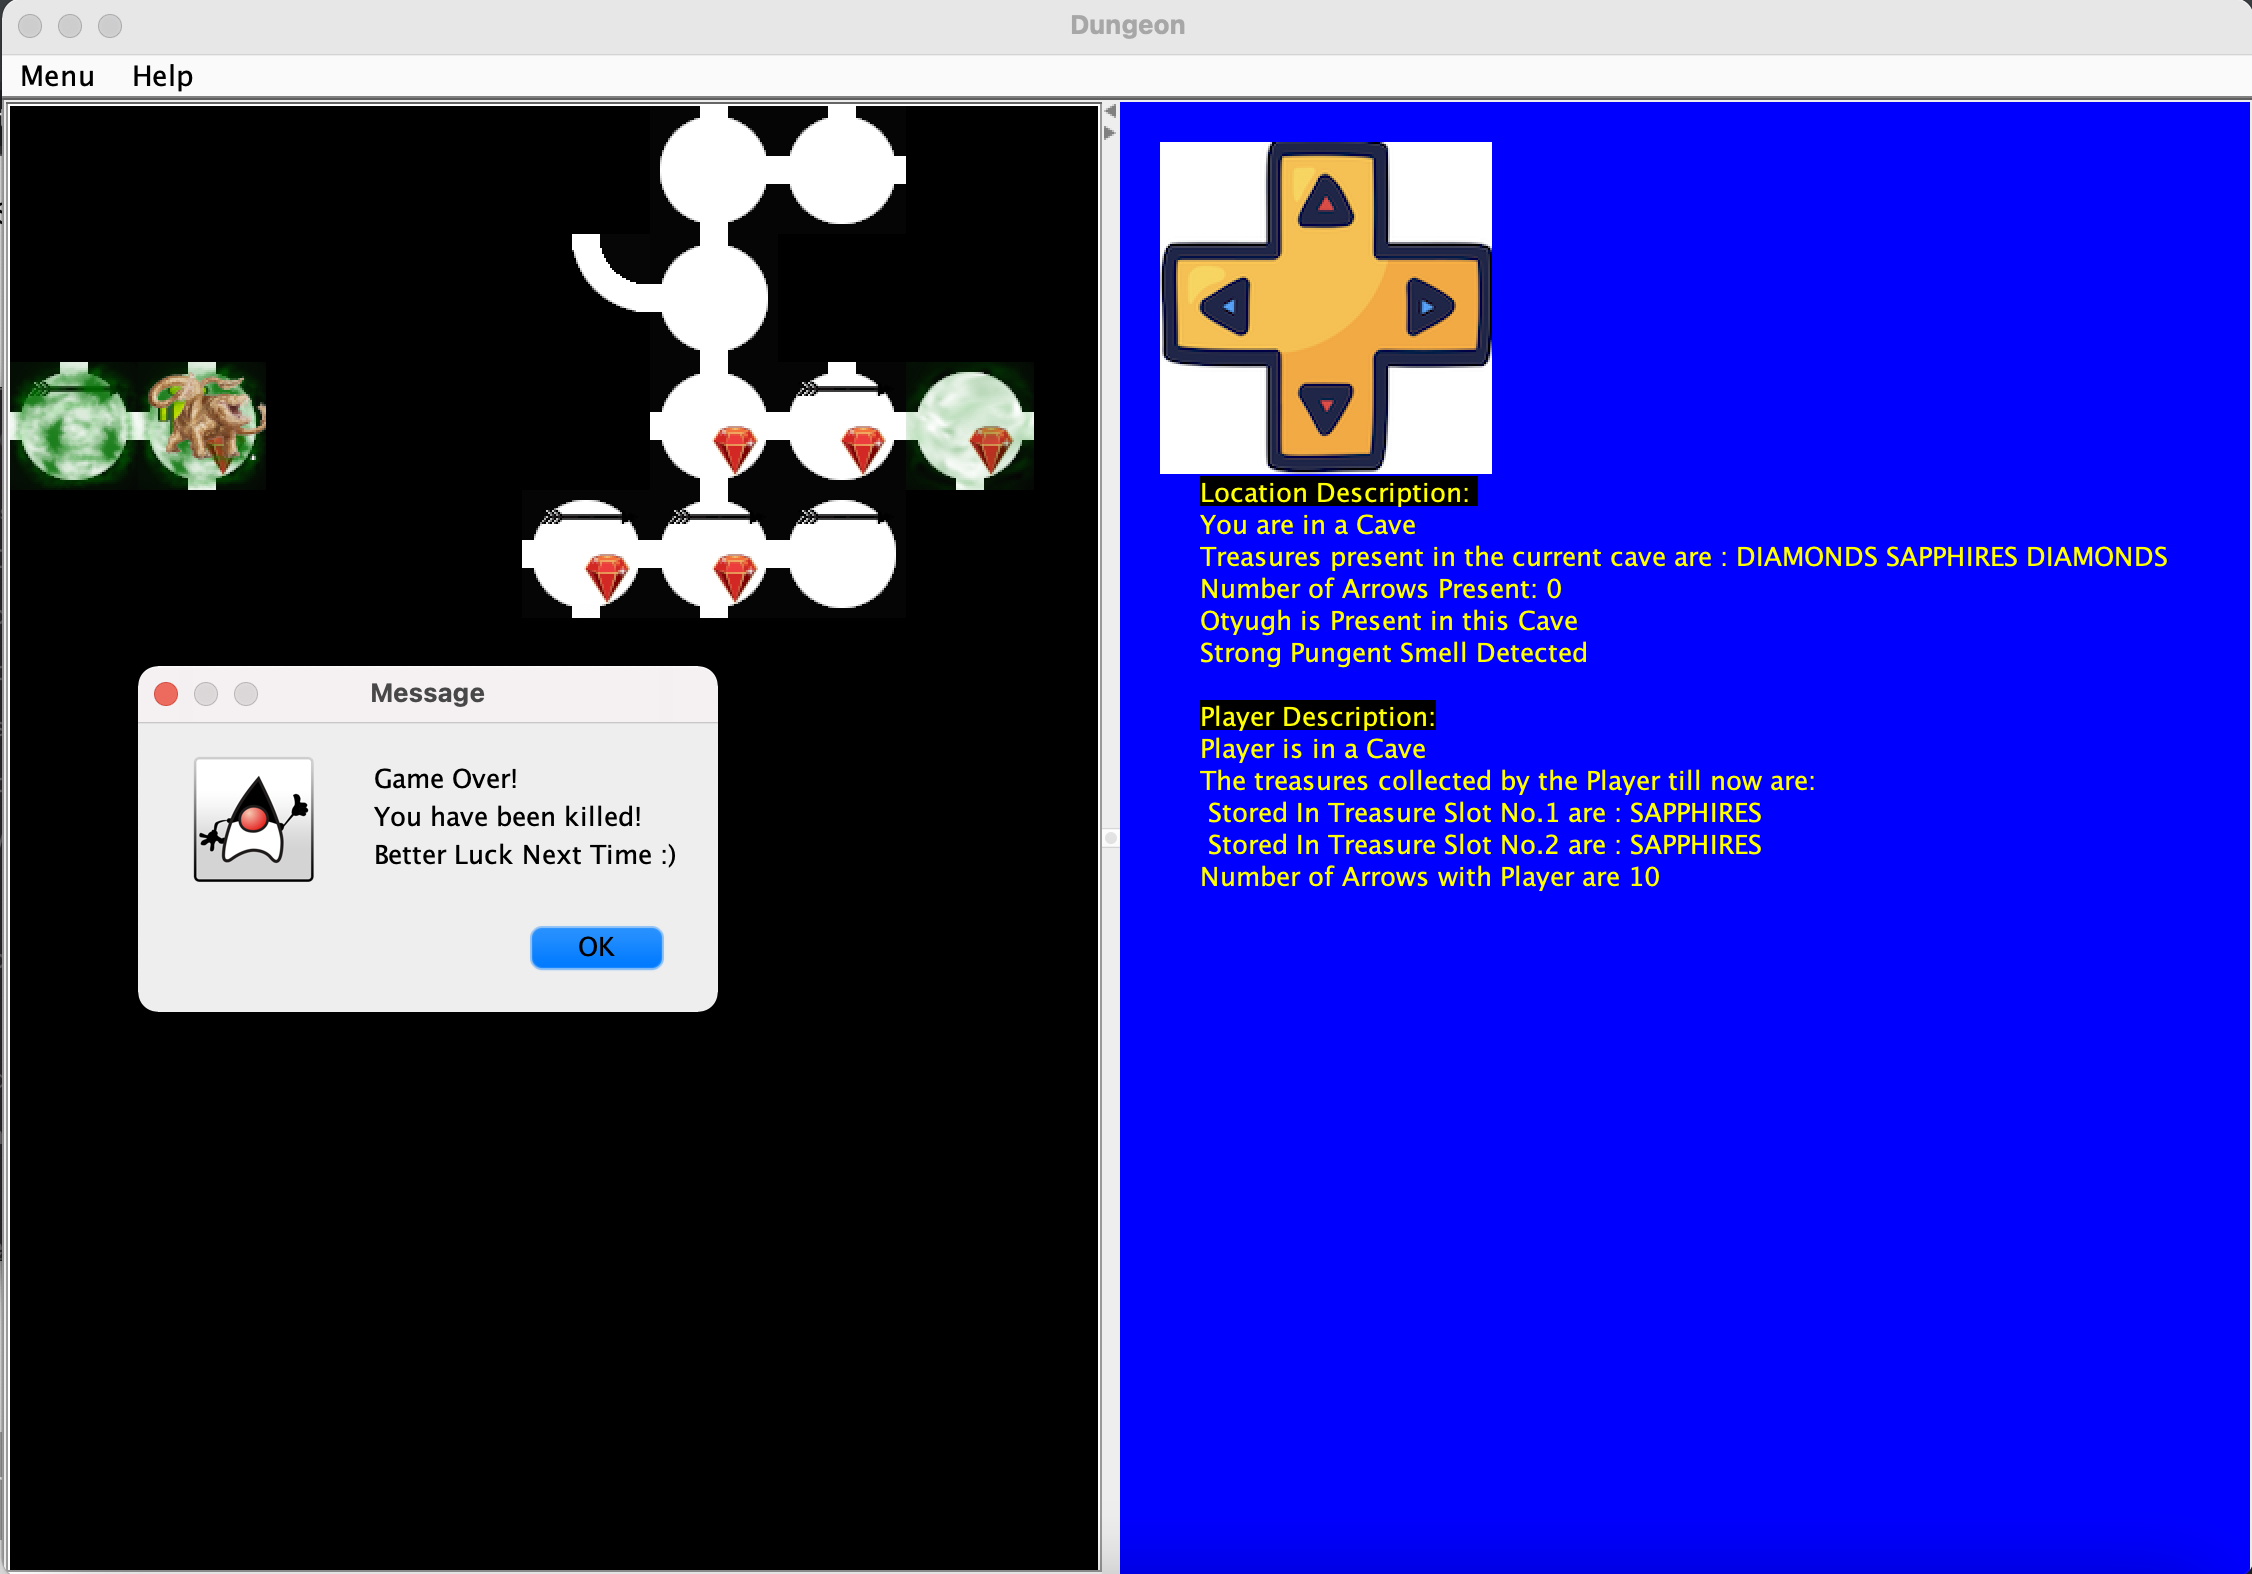 Dungeon
Menu Help
Location Description:
You are in a Cave
Treasures present in the current cave are : DIAMONDS SAPPHIRES DIAMONDS
Number of Arrows Present: 0
Otyugh is Present in this Cave
Strong Pungent Smell Detected
Player Description:
Player is in a Cave
The treasures collected by the Player till now are:
Stored In Treasure Slot No.1 are : SAPPHIRES
Stored In Treasure Slot No.2 are : SAPPHIRES
Number of Arrows with Player are 10
Message
Game Over!
You have been killed!
Better Luck Next Time :)
OK